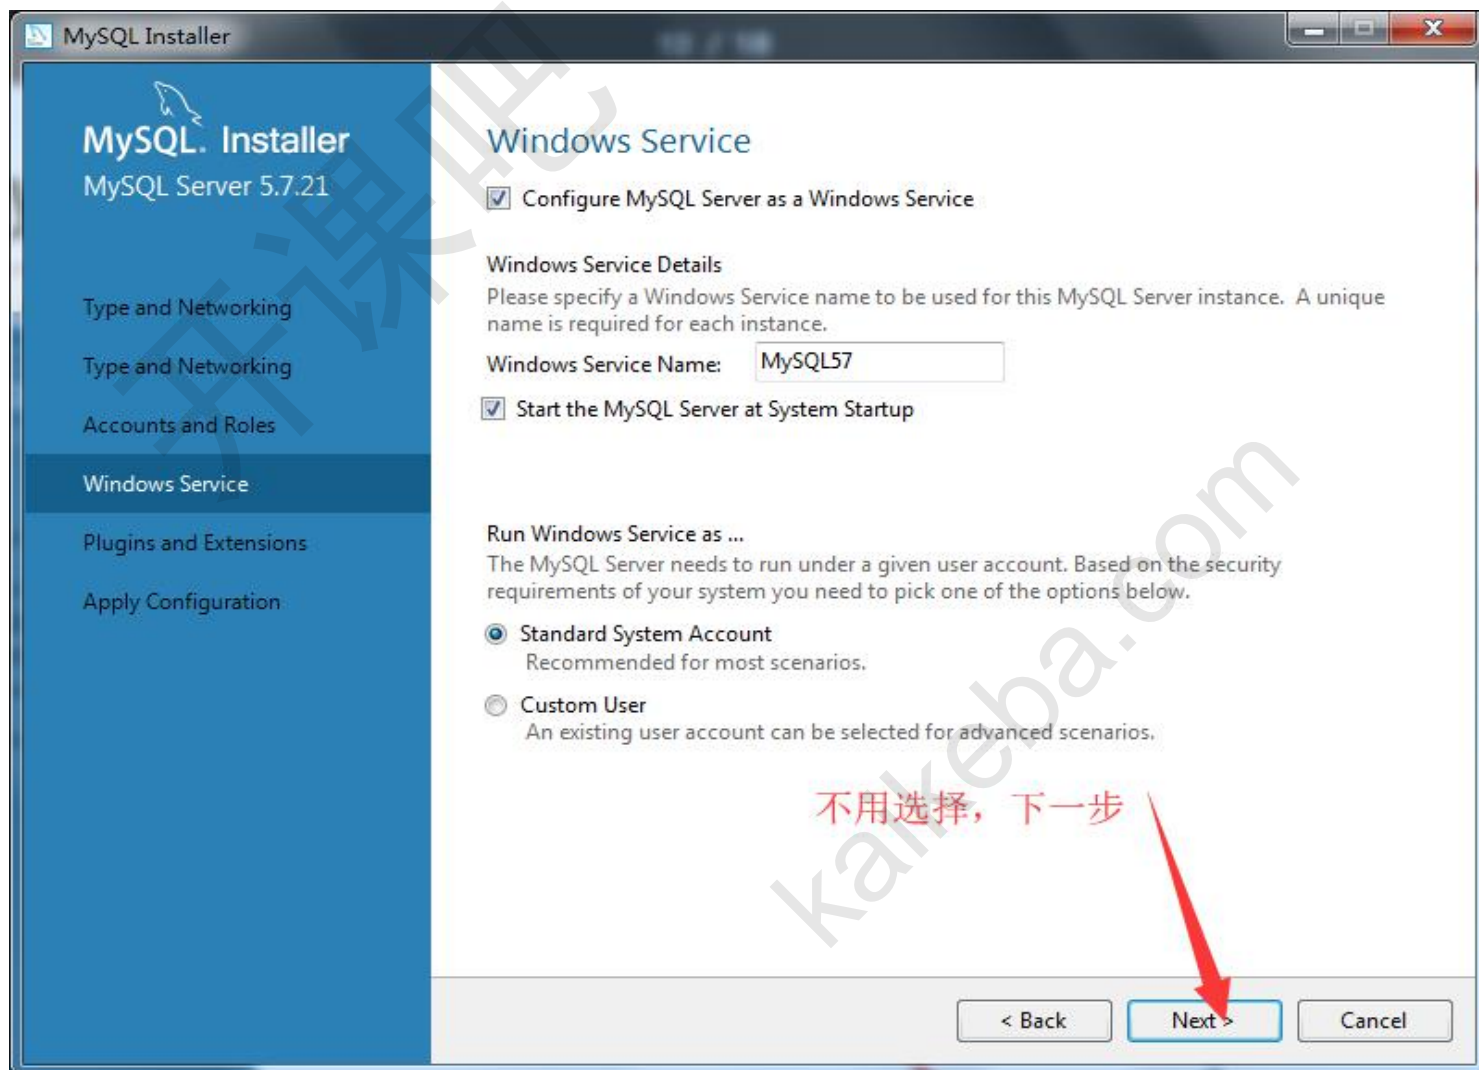 MySQL Installer
MySQL. Installer
MySQL Server 5.7.21
Type and Networking
Type and Networking
Accounts and Roles
Windows Service
Plugins and Extensions
Apply Configuration
Windows Service
Configure MySQL Server as a Windows Service
Windows Service Details
Please specify a Windows Service name to be used for this MySQL Server instance. A unique
name is required for each instance.
Windows Service Name: MySQL57
Start the MySQL Server at System Startup
Run Windows Service as ...
The MySQL Server needs to run under a given user account. Based on the security
requirements of your system you need to pick one of the options below.
Standard System Account
Recommended for most scenarios.
Custom User
An existing user account can be selected for advanced scenarios.
不用选择，下一步
< Back Next > Cancel
开课吧
kaikeba.com